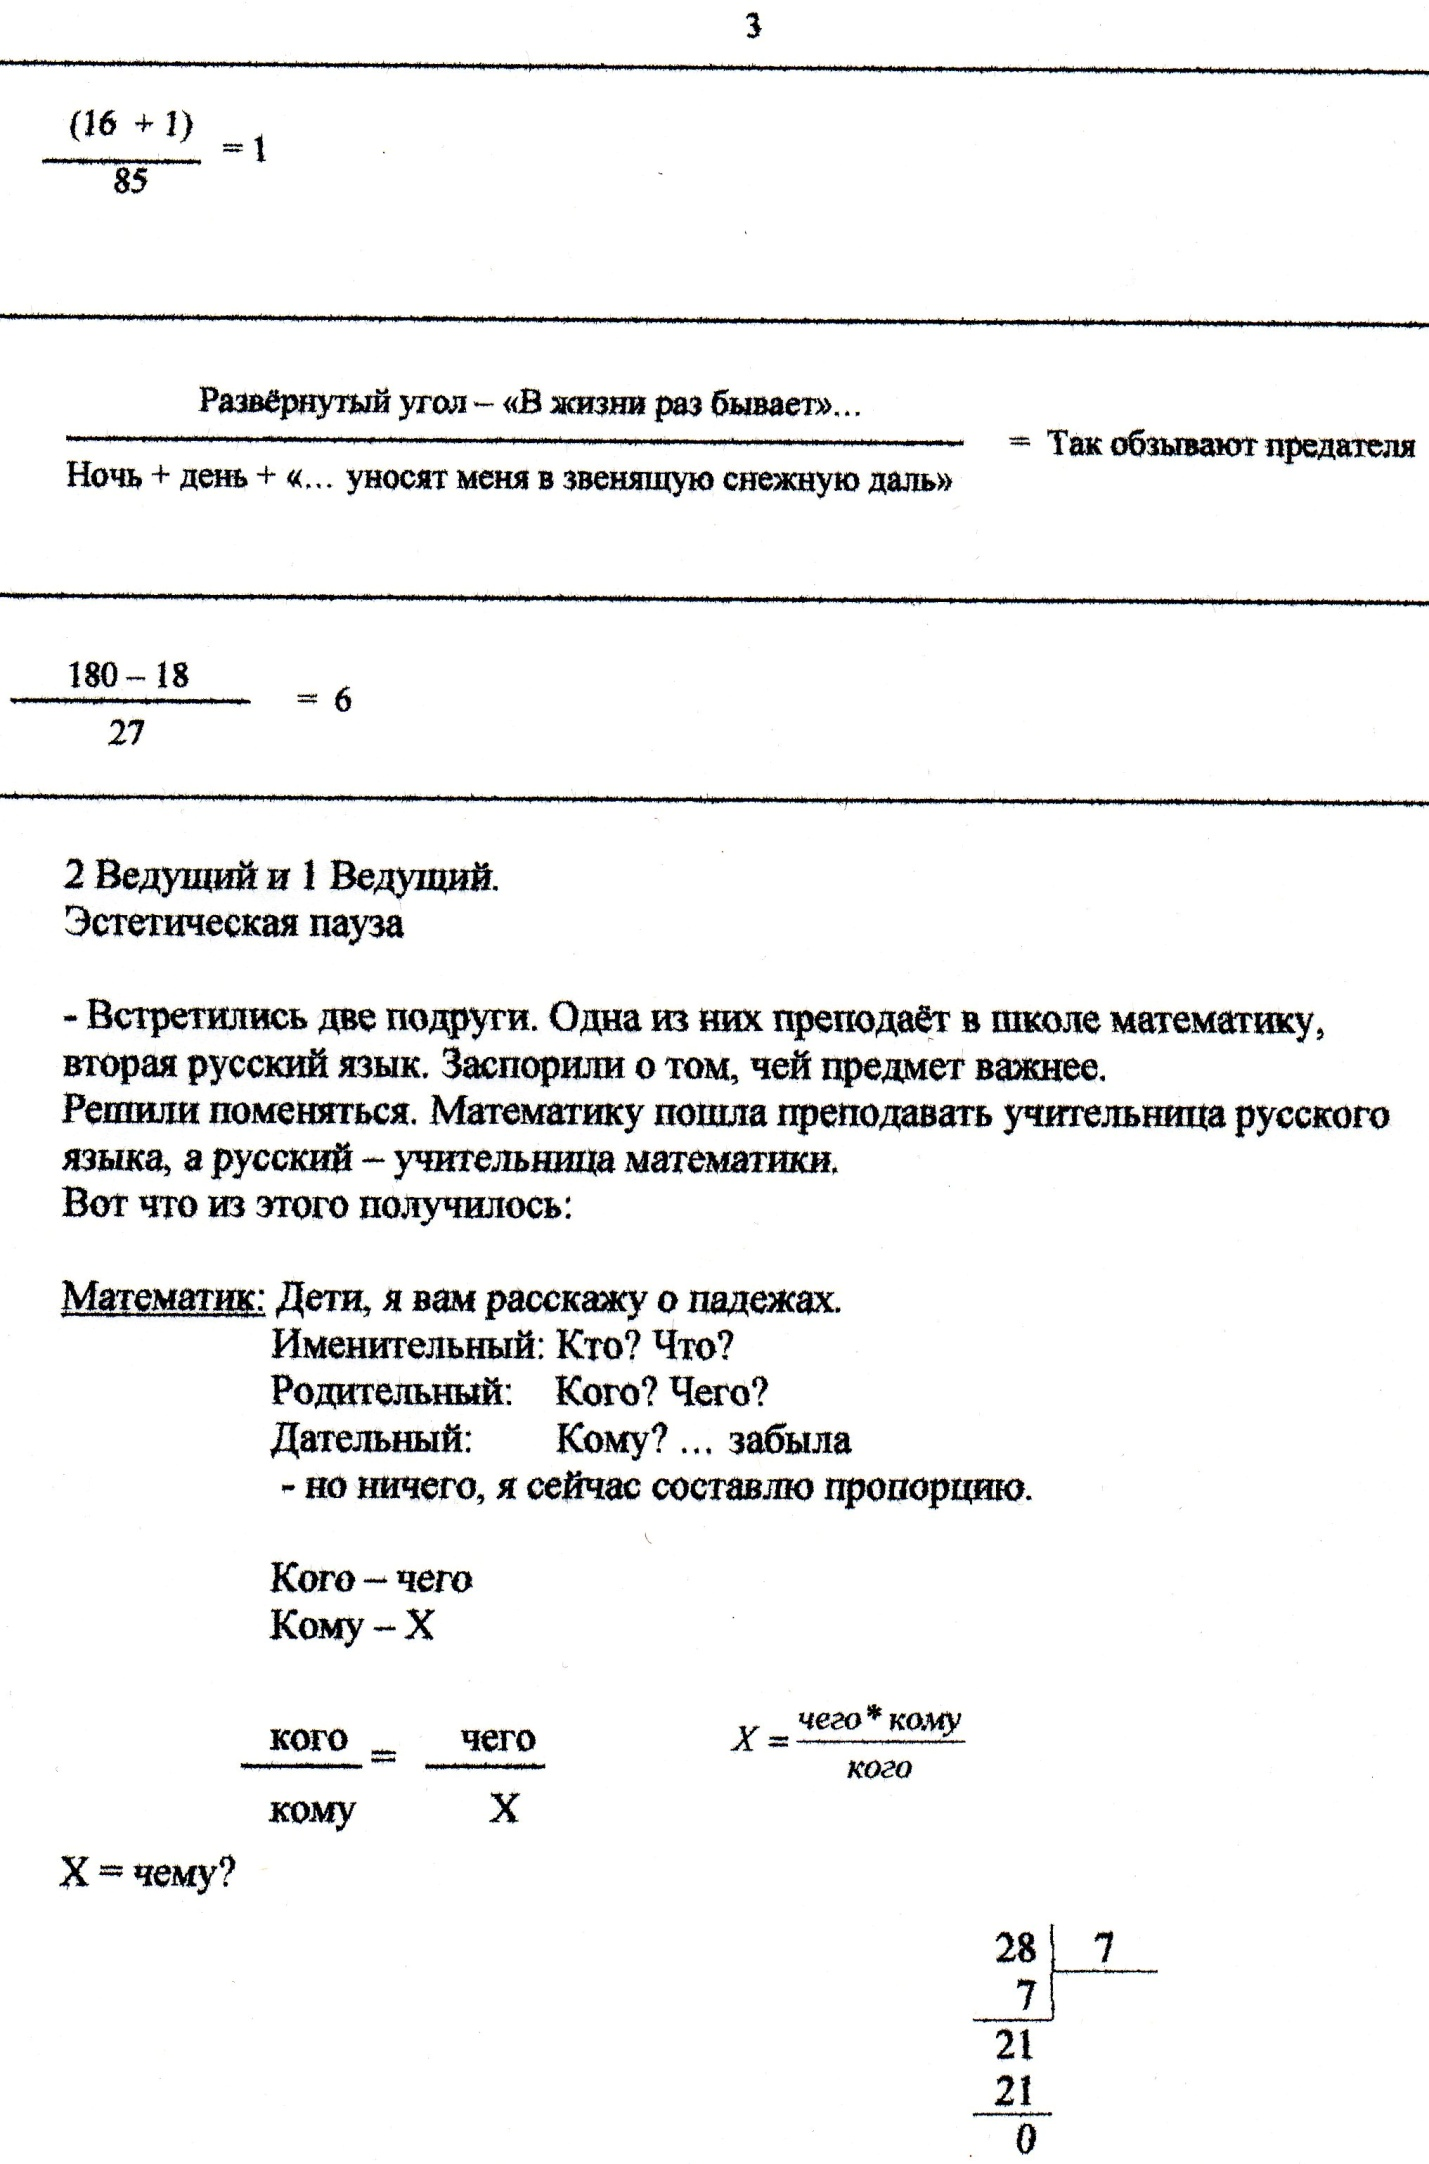 3
(16 + 1)
= 1
85
Развёрнутый угол – «В жизни раз бывает»…
= Так обзывают предателя
Ночь + день + «… уносят меня в звенящую снежную даль»
180 – 18
= 6
27
2 Ведущий и 1 Ведущий.
Эстетическая пауза
- Встретились две подруги. Одна из них преподаёт в школе математику,
вторая русский язык. Заспорили о том, чей предмет важнее.
Решили поменяться. Математику пошла преподавать учительница русского
языка, а русский – учительница математики.
Вот что из этого получилось:
Математик: Дети, я вам расскажу о падежах.
Именительный: Кто? Что?
Родительный: Кого? Чего?
Дательный: Кому? … забыла
- но ничего, я сейчас составлю пропорцию.
Кого – чего
Кому – Х
кого = чего
кому Х
X = чего * кому
кого
Х = чему?
28 7
7
21
21
0